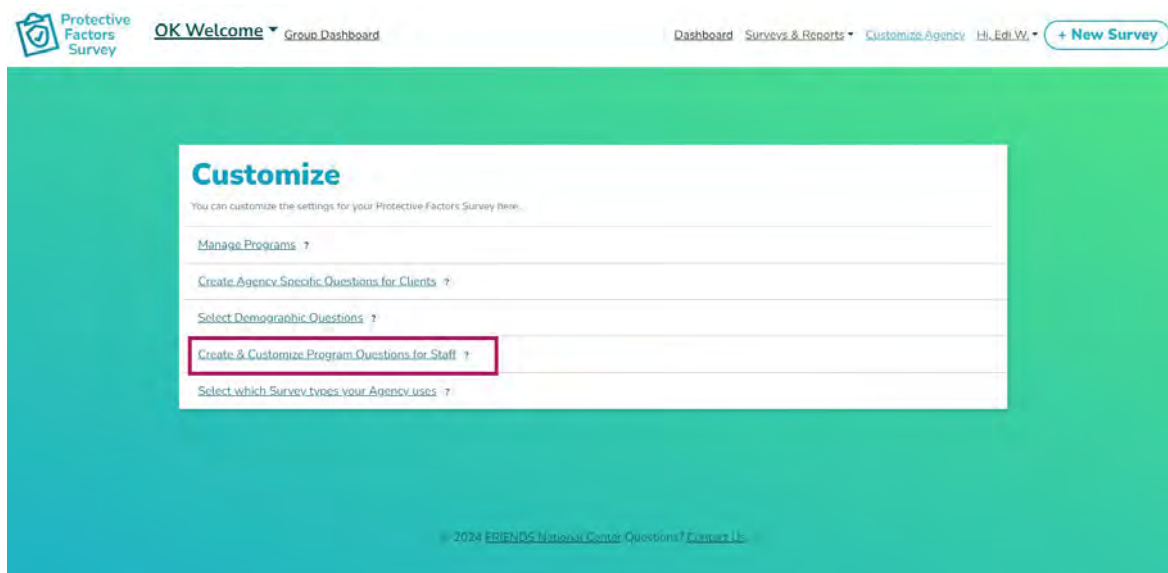 Protective
Factors
Survey
OK Welcome Group Dashboard
Dashboard Surveys & Reports Customize Agency Hi, Edi W. + New Survey
Customize
You can customize the settings for your Protective Factors Survey here.
Manage Programs ?
Create Agency Specific Questions for Clients ?
Select Demographic Questions ?
Create & Customize Program Questions for Staff ?
Select which Survey types your Agency uses ?
© 2024 FRIENDS National Center Questions? Contact Us